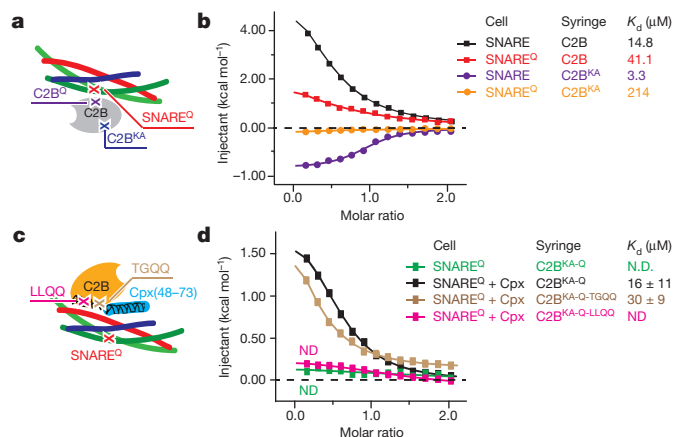 a
C2B^Q
C2B
SNARE^Q
C2B^KA
b
Cell Syringe K_d (μM)
SNARE C2B 14.8
SNARE^Q C2B 41.1
SNARE C2B^KA 3.3
SNARE^Q C2B^KA 214
Injectant (kcal mol⁻¹)
4.00
2.00
0.00
−1.00
0.0 1.0 2.0
Molar ratio
c
TGQQ
LLQQ
C2B
Cpx(48–73)
SNARE^Q
d
Cell Syringe K_d (μM)
SNARE^Q C2B^KA-Q N.D.
SNARE^Q + Cpx C2B^KA-Q 16 ± 11
SNARE^Q + Cpx C2B^KA-Q-TGQQ 30 ± 9
SNARE^Q + Cpx C2B^KA-Q-LLQQ ND
Injectant (kcal mol⁻¹)
1.50
1.00
0.50
0.00
ND
ND
0.0 1.0 2.0
Molar ratio